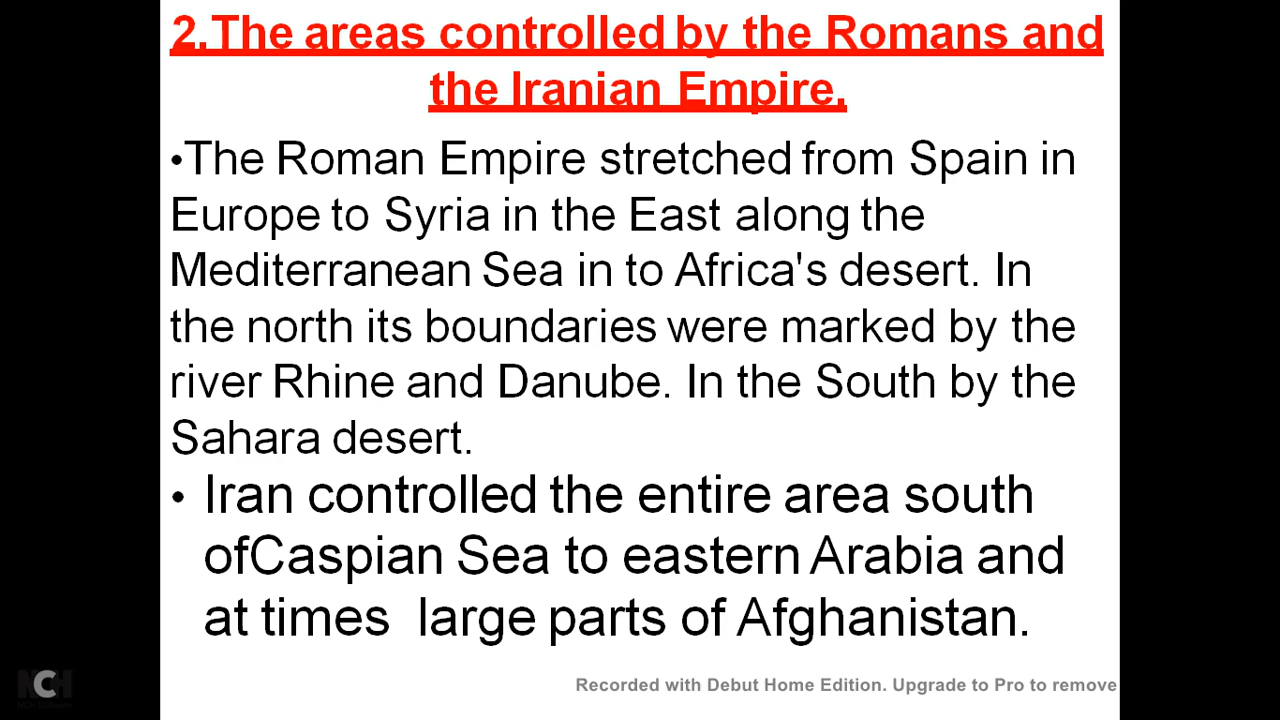 2.The areas controlled by the Romans and
the Iranian Empire.
•The Roman Empire stretched from Spain in
Europe to Syria in the East along the
Mediterranean Sea in to Africa's desert. In
the north its boundaries were marked by the
river Rhine and Danube. In the South by the
Sahara desert.
• Iran controlled the entire area south
ofCaspian Sea to eastern Arabia and
at times large parts of Afghanistan.
NCH
NCH Software
Recorded with Debut Home Edition. Upgrade to Pro to remove